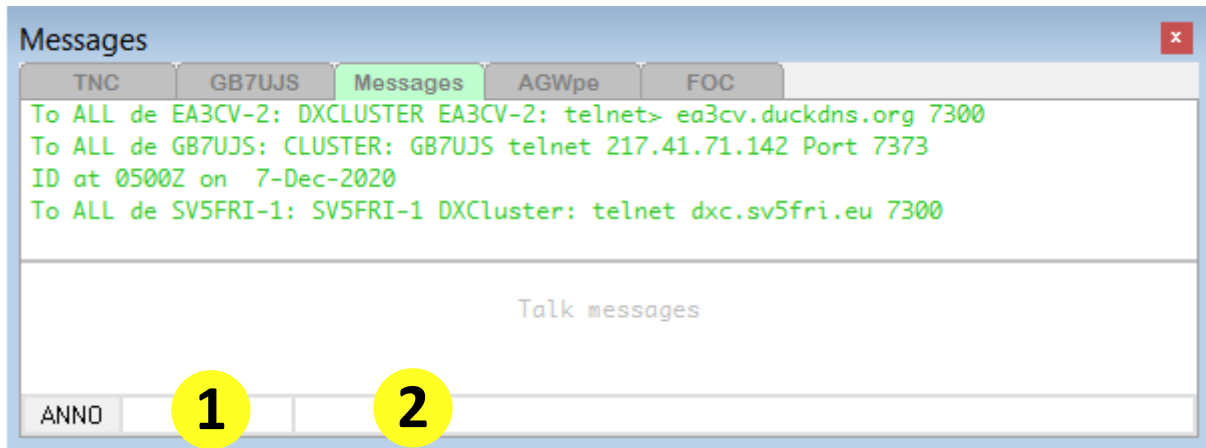 Messages x
TNC GB7UJS Messages AGWpe FOC
To ALL de EA3CV-2: DXCLUSTER EA3CV-2: telnet> ea3cv.duckdns.org 7300
To ALL de GB7UJS: CLUSTER: GB7UJS telnet 217.41.71.142 Port 7373
ID at 0500Z on  7-Dec-2020
To ALL de SV5FRI-1: SV5FRI-1 DXCluster: telnet dxc.sv5fri.eu 7300
Talk messages
ANNO 1 2